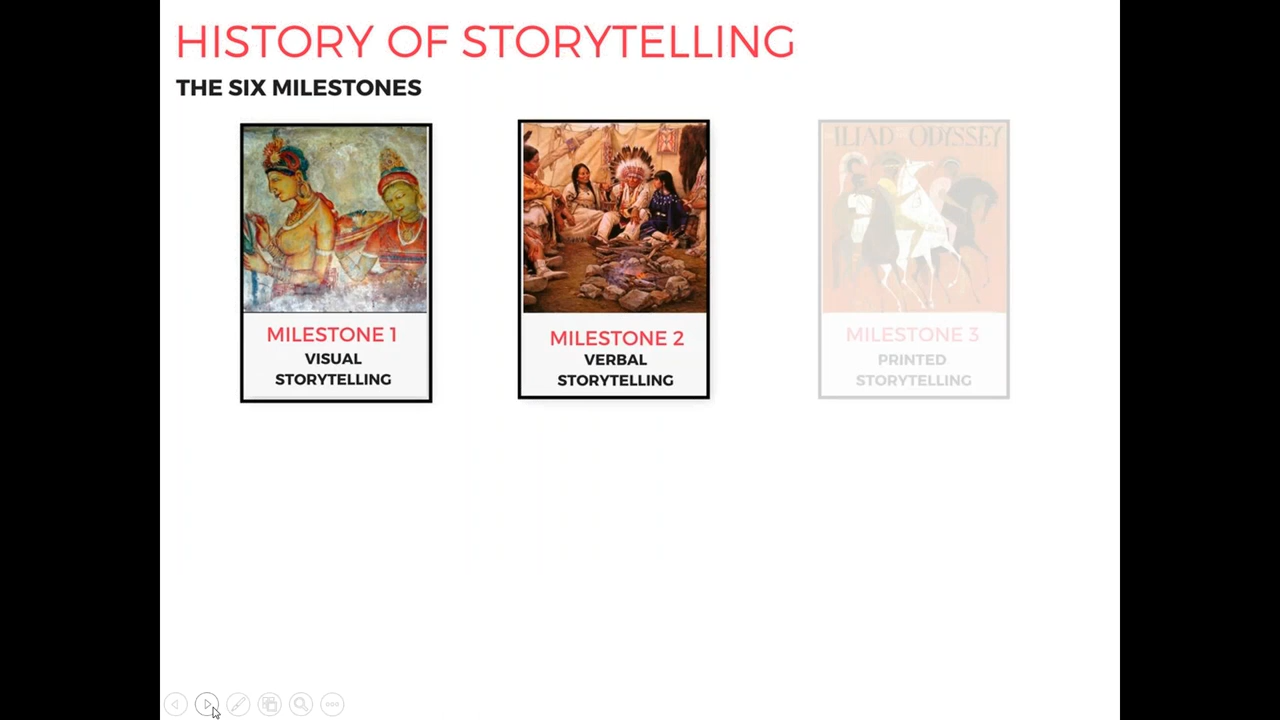 HISTORY OF STORYTELLING
THE SIX MILESTONES
MILESTONE 1
VISUAL
STORYTELLING
MILESTONE 2
VERBAL
STORYTELLING
ILIAD ODYSSEY
MILESTONE 3
PRINTED
STORYTELLING